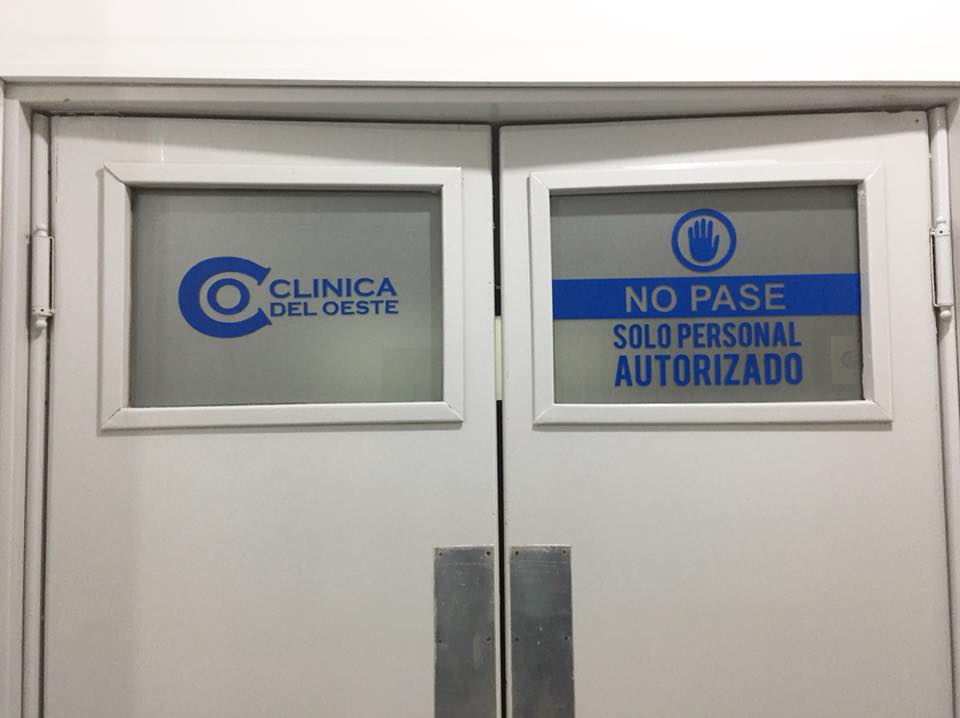 CLINICA
DEL OESTE
NO PASE
SOLO PERSONAL
AUTORIZADO